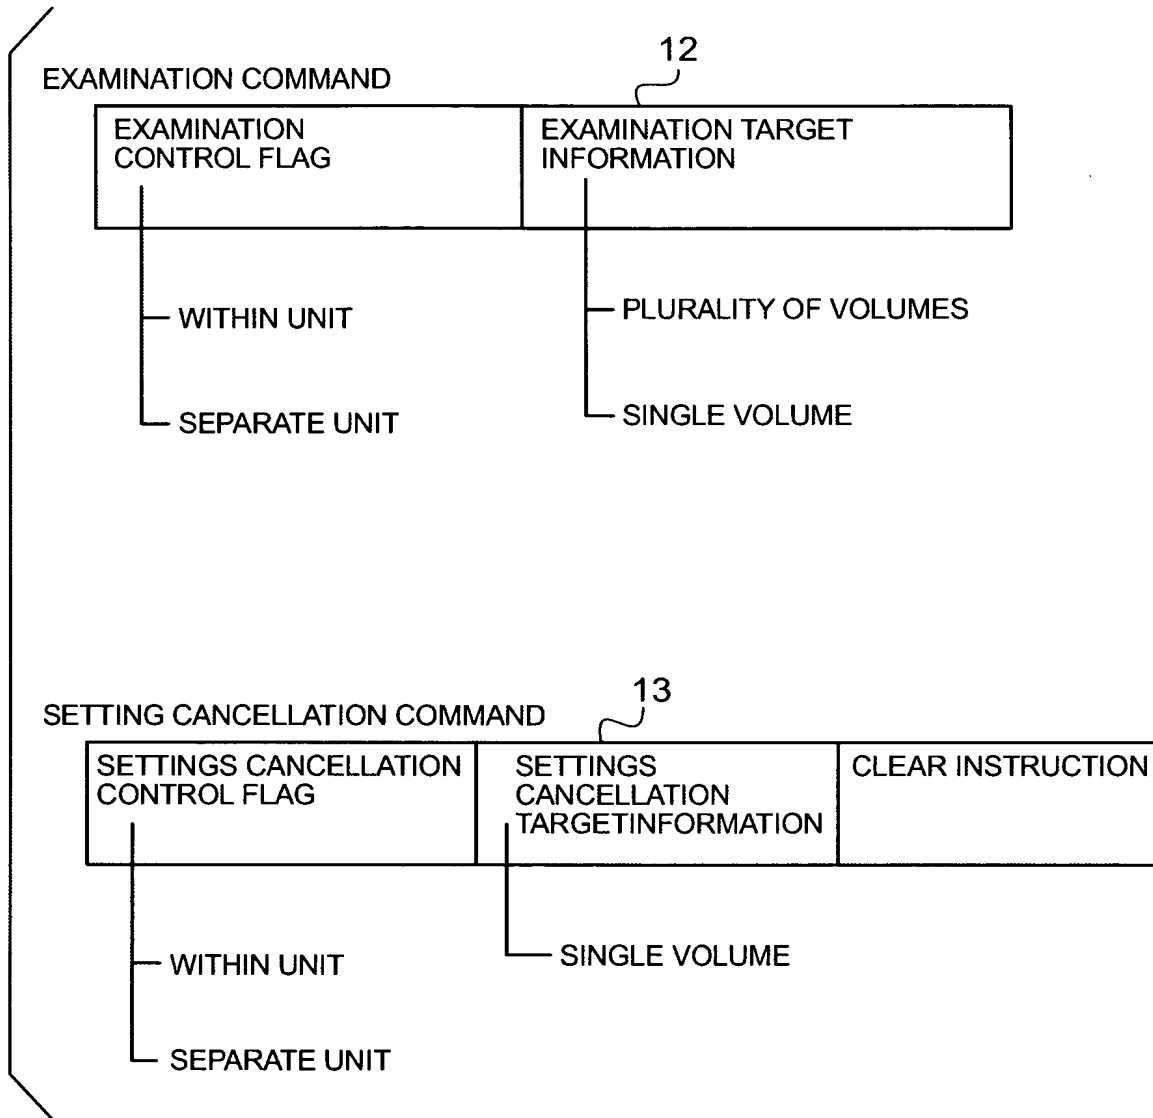 12
EXAMINATION COMMAND
EXAMINATION
CONTROL FLAG
EXAMINATION TARGET
INFORMATION
WITHIN UNIT
SEPARATE UNIT
PLURALITY OF VOLUMES
SINGLE VOLUME
13
SETTING CANCELLATION COMMAND
SETTINGS CANCELLATION
CONTROL FLAG
SETTINGS
CANCELLATION
TARGETINFORMATION
CLEAR INSTRUCTION
WITHIN UNIT
SEPARATE UNIT
SINGLE VOLUME